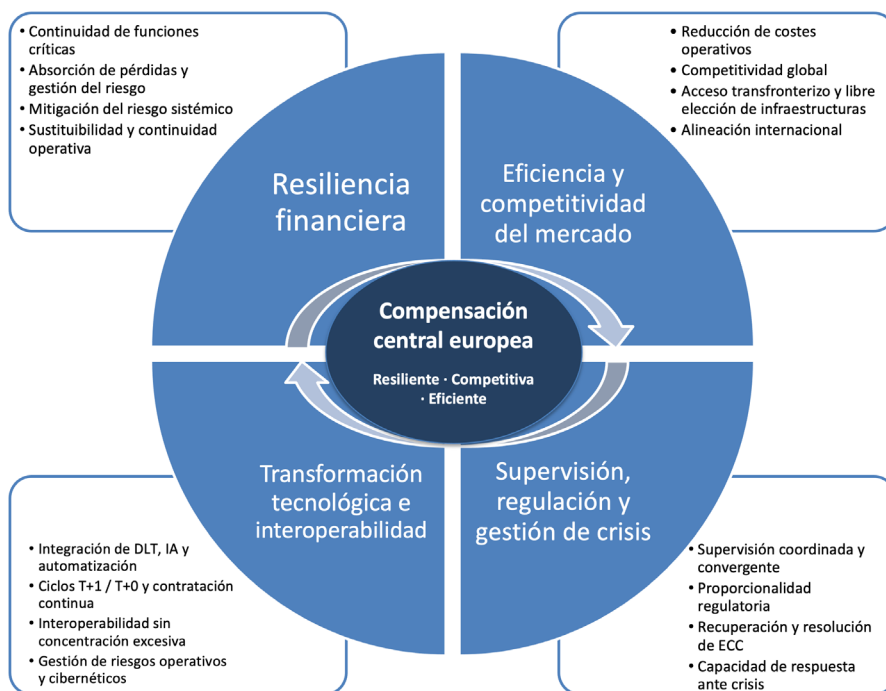 • Continuidad de funciones
críticas
• Absorción de pérdidas y
gestión del riesgo
• Mitigación del riesgo sistémico
• Sustituibilidad y continuidad
operativa
• Reducción de costes
operativos
• Competitividad global
• Acceso transfronterizo y libre
elección de infraestructuras
• Alineación internacional
Resiliencia
financiera
Eficiencia y
competitividad
del mercado
Compensación
central europea
Resiliente · Competitiva
· Eficiente
Transformación
tecnológica e
interoperabilidad
Supervisión,
regulación y
gestión de crisis
• Integración de DLT, IA y
automatización
• Ciclos T+1 / T+0 y contratación
continua
• Interoperabilidad sin
concentración excesiva
• Gestión de riesgos operativos
y cibernéticos
• Supervisión coordinada y
convergente
• Proporcionalidad
regulatoria
• Recuperación y resolución
de ECC
• Capacidad de respuesta
ante crisis